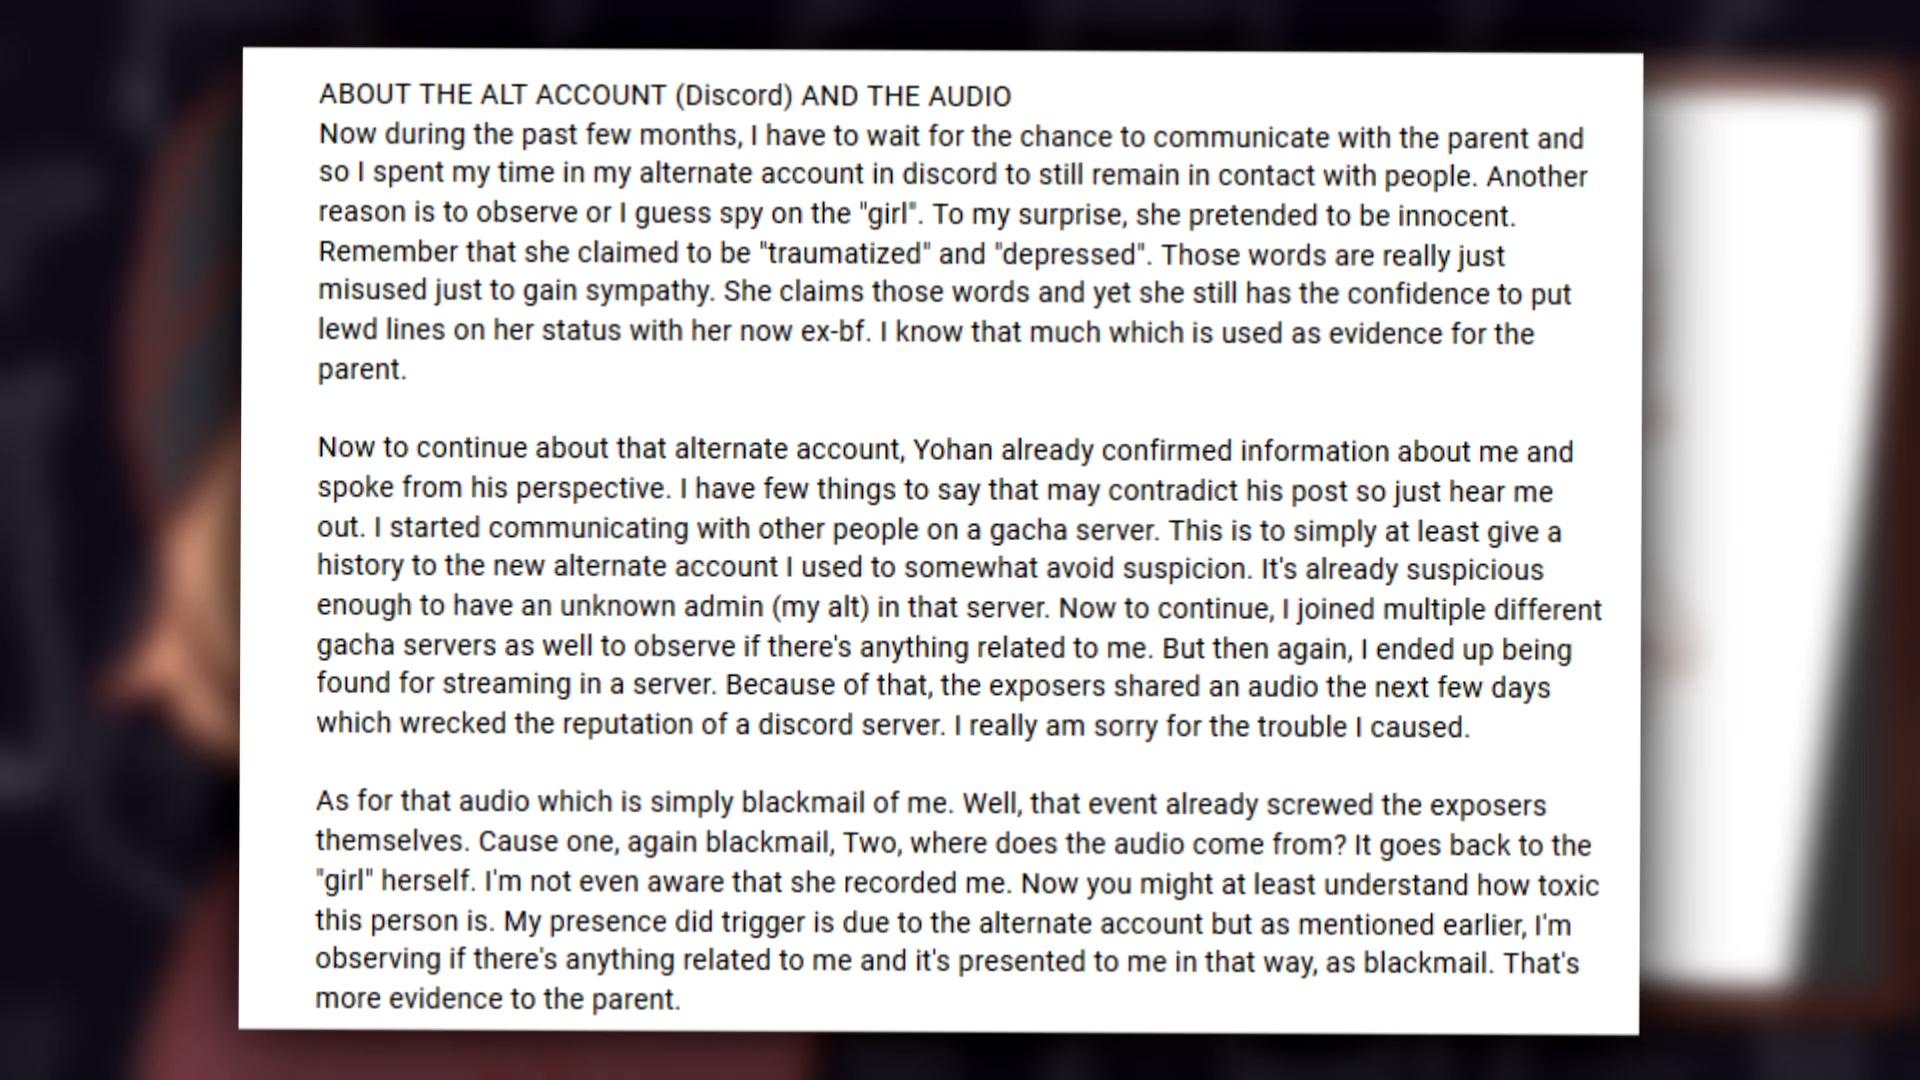 ABOUT THE ALT ACCOUNT (Discord) AND THE AUDIO
Now during the past few months, I have to wait for the chance to communicate with the parent and
so I spent my time in my alternate account in discord to still remain in contact with people. Another
reason is to observe or I guess spy on the "girl". To my surprise, she pretended to be innocent.
Remember that she claimed to be "traumatized" and "depressed". Those words are really just
misused just to gain sympathy. She claims those words and yet she still has the confidence to put
lewd lines on her status with her now ex-bf. I know that much which is used as evidence for the
parent.
Now to continue about that alternate account, Yohan already confirmed information about me and
spoke from his perspective. I have few things to say that may contradict his post so just hear me
out. I started communicating with other people on a gacha server. This is to simply at least give a
history to the new alternate account I used to somewhat avoid suspicion. It's already suspicious
enough to have an unknown admin (my alt) in that server. Now to continue, I joined multiple different
gacha servers as well to observe if there's anything related to me. But then again, I ended up being
found for streaming in a server. Because of that, the exposers shared an audio the next few days
which wrecked the reputation of a discord server. I really am sorry for the trouble I caused.
As for that audio which is simply blackmail of me. Well, that event already screwed the exposers
themselves. Cause one, again blackmail, Two, where does the audio come from? It goes back to the
"girl" herself. I'm not even aware that she recorded me. Now you might at least understand how toxic
this person is. My presence did trigger is due to the alternate account but as mentioned earlier, I'm
observing if there's anything related to me and it's presented to me in that way, as blackmail. That's
more evidence to the parent.